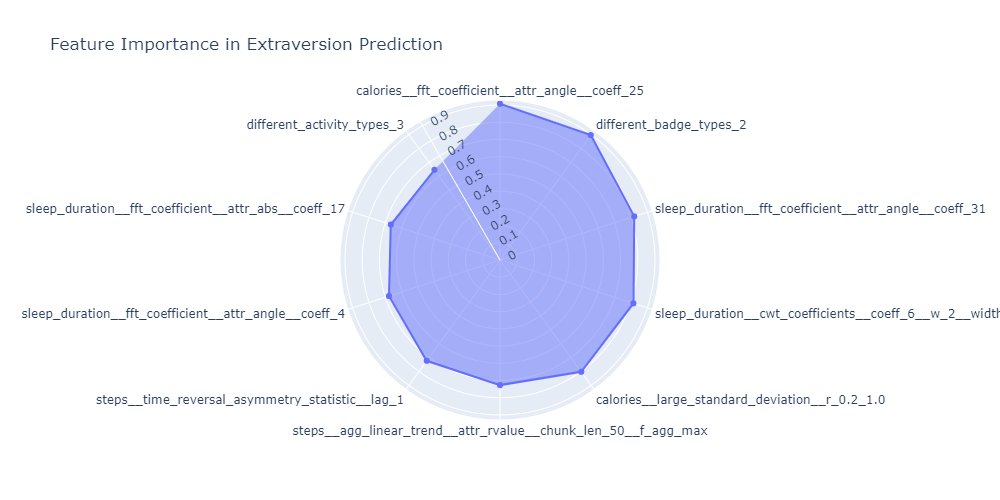 Feature Importance in Extraversion Prediction
calories__fft_coefficient__attr_angle__coeff_25
different_activity_types_3
different_badge_types_2
0.9
0.8
0.7
0.6
0.5
0.4
0.3
0.2
0.1
0
sleep_duration__fft_coefficient__attr_abs__coeff_17
sleep_duration__fft_coefficient__attr_angle__coeff_31
sleep_duration__fft_coefficient__attr_angle__coeff_4
sleep_duration__cwt_coefficients__coeff_6__w_2__width
steps__time_reversal_asymmetry_statistic__lag_1
calories__large_standard_deviation__r_0.2_1.0
steps__agg_linear_trend__attr_rvalue__chunk_len_50__f_agg_max